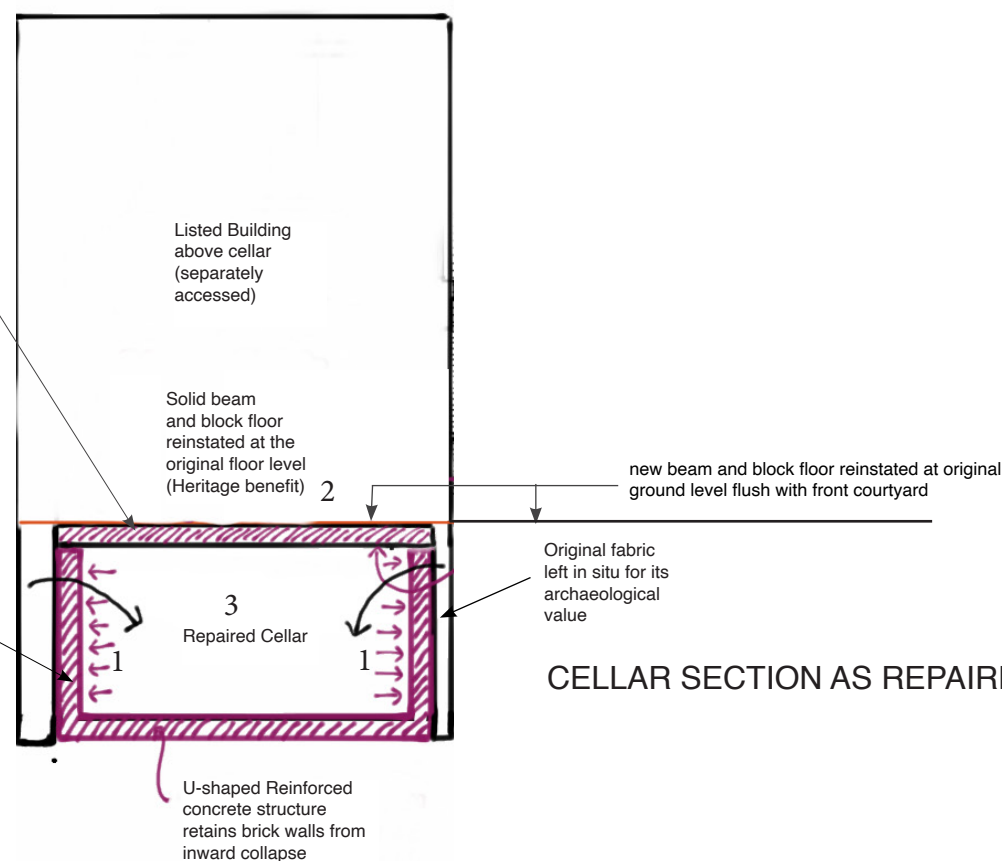 Listed Building
above cellar
(separately
accessed)
Solid beam
and block floor
reinstated at the
original floor level
(Heritage benefit)
2
new beam and block floor reinstated at original
ground level flush with front courtyard
Original fabric
left in situ for its
archaeological
value
3
Repaired Cellar
1
1
CELLAR SECTION AS REPAIRE
U-shaped Reinforced
concrete structure
retains brick walls from
inward collapse